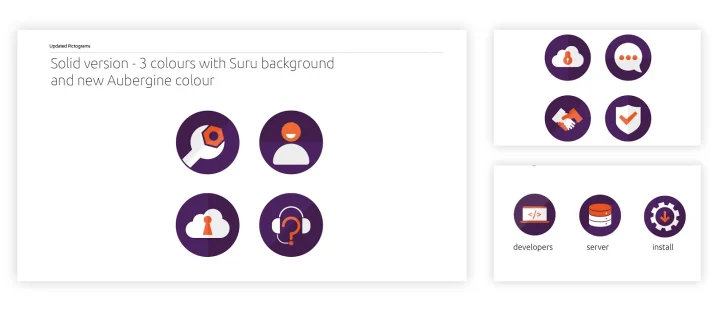 Updated Pictograms
Solid version - 3 colours with Suru background
and new Aubergine colour
?
</>
developers
server
install